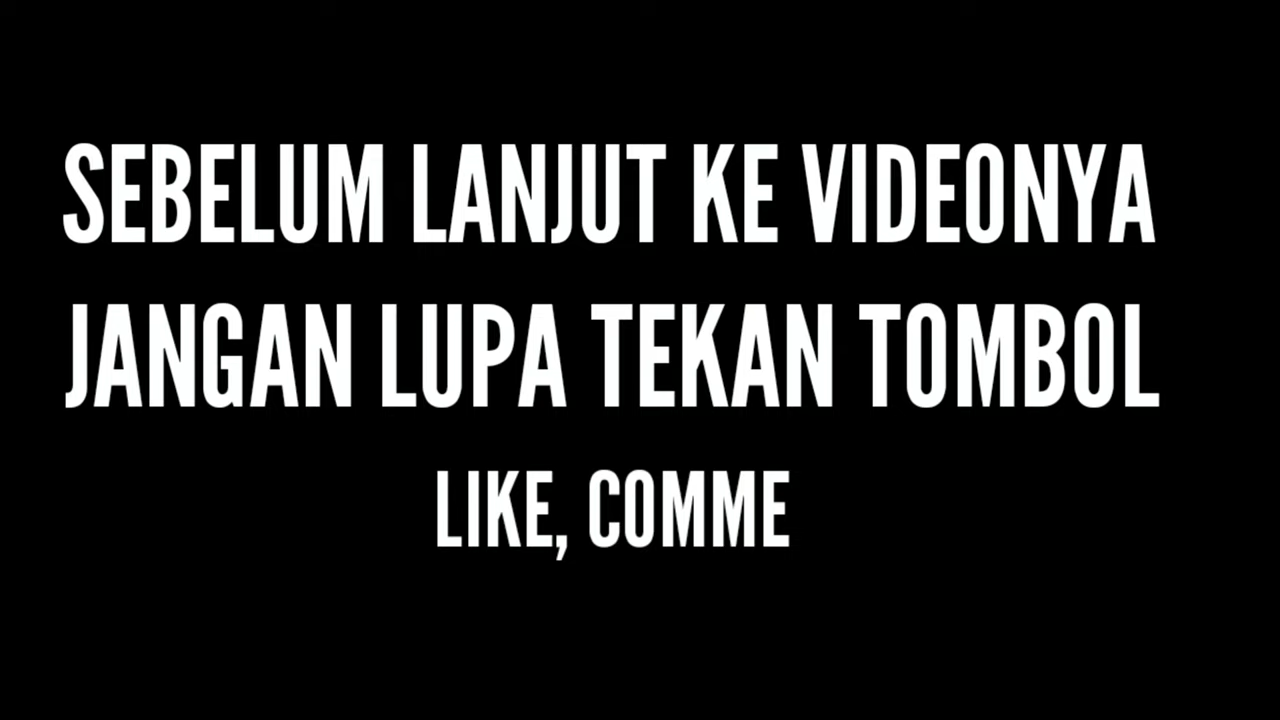 SEBELUM LANJUT KE VIDEONYA
JANGAN LUPA TEKAN TOMBOL
LIKE, COMME